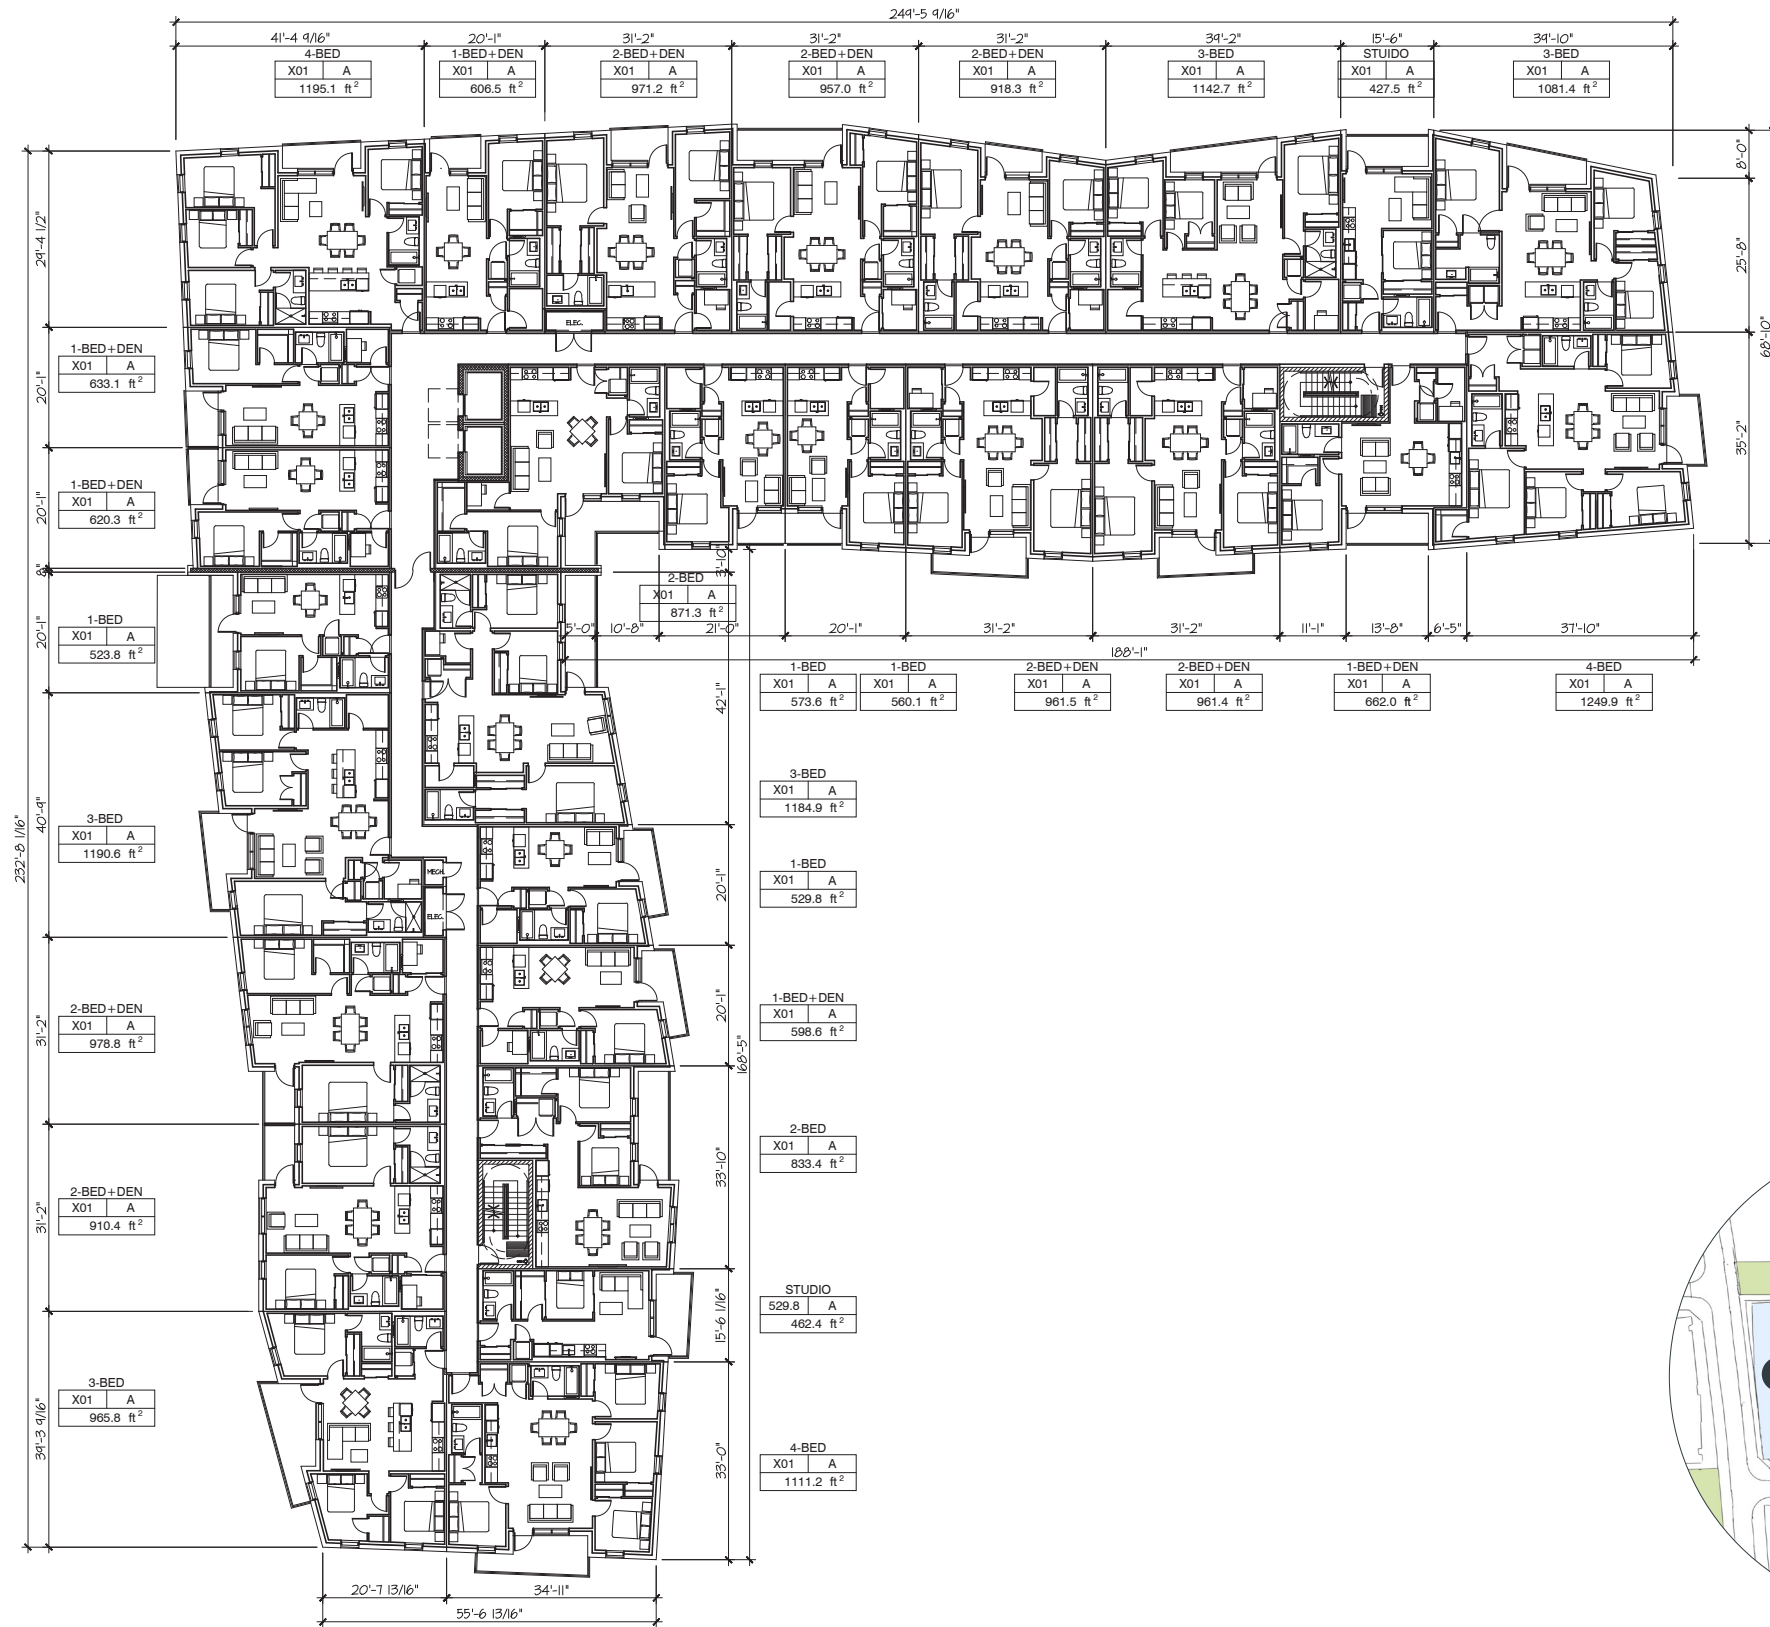 249'-5 9/16"
41'-4 9/16" 20'-1" 31'-2" 31'-2" 31'-2" 39'-2" 15'-6" 39'-10"
4-BED 1-BED+DEN 2-BED+DEN 2-BED+DEN 2-BED+DEN 3-BED STUIDO 3-BED
X01 A X01 A X01 A X01 A X01 A X01 A X01 A X01 A
1195.1 ft² 606.5 ft² 971.2 ft² 957.0 ft² 918.3 ft² 1142.7 ft² 427.5 ft² 1081.4 ft²
8'-0"
29'-4 1/2"
25'-8"
ELEC.
68'-10"
1-BED+DEN
X01 A
633.1 ft²
20'-1"
35'-2"
1-BED+DEN
X01 A
620.3 ft²
20'-1"
8"
3'-10"
2-BED
X01 A
871.3 ft²
1-BED
X01 A
523.8 ft²
20'-1"
5'-0" 10'-8" 21'-0" 20'-1" 31'-2" 31'-2" 11'-1" 13'-8" 6'-5" 37'-10"
188'-1"
1-BED 1-BED 2-BED+DEN 2-BED+DEN 1-BED+DEN 4-BED
X01 A X01 A X01 A X01 A X01 A X01 A
573.6 ft² 560.1 ft² 961.5 ft² 961.4 ft² 662.0 ft² 1249.9 ft²
42'-1"
3-BED
X01 A
1184.9 ft²
40'-9"
3-BED
X01 A
1190.6 ft²
232'-8 1/16"
MECH.
ELEC.
1-BED
X01 A
529.8 ft²
20'-1"
2-BED+DEN
X01 A
978.8 ft²
31'-2"
1-BED+DEN
X01 A
598.6 ft²
20'-1"
168'-5"
2-BED
X01 A
833.4 ft²
33'-10"
2-BED+DEN
X01 A
910.4 ft²
31'-2"
STUDIO
529.8 A
462.4 ft²
15'-6 1/16"
3-BED
X01 A
965.8 ft²
39'-3 9/16"
4-BED
X01 A
1111.2 ft²
33'-0"
20'-7 13/16" 34'-11"
55'-6 13/16"